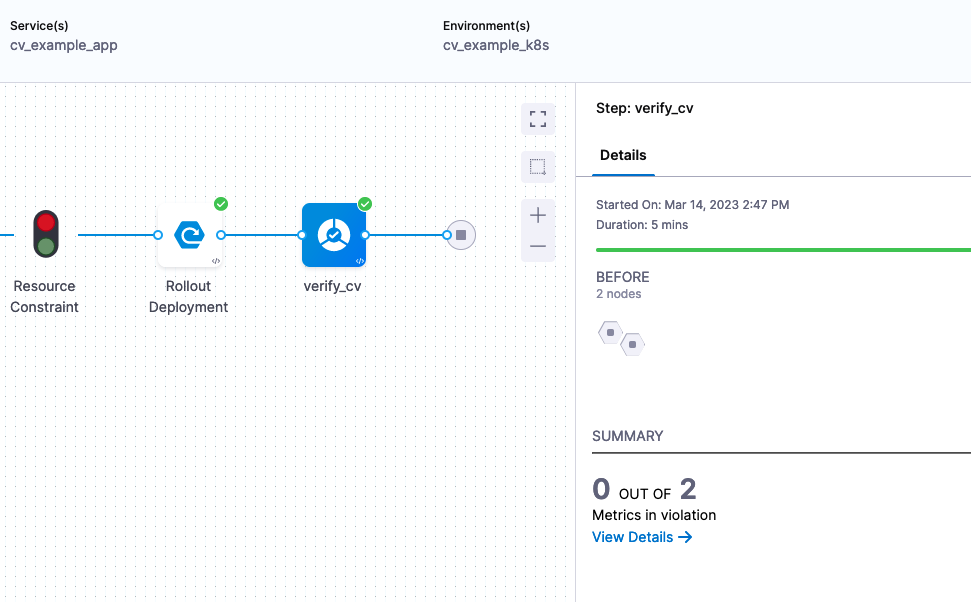 Service(s)
cv_example_app
Environment(s)
cv_example_k8s
Resource
Constraint
Rollout
Deployment
verify_cv
Step: verify_cv
Details
Started On: Mar 14, 2023 2:47 PM
Duration: 5 mins
BEFORE
2 nodes
SUMMARY
0 OUT OF 2
Metrics in violation
View Details